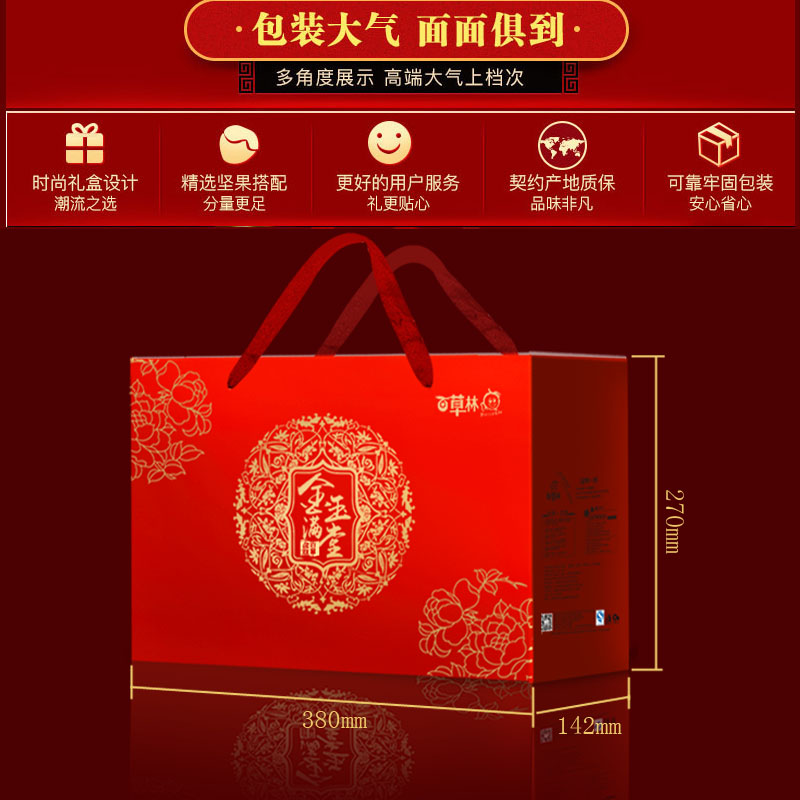 · 包装大气 面面俱到 ·
多角度展示 高端大气上档次
时尚礼盒设计
潮流之选
精选坚果搭配
分量更足
更好的用户服务
礼更贴心
契约产地质保
品味非凡
可靠牢固包装
安心省心
百草林
金玉满堂
270mm
380mm
142mm